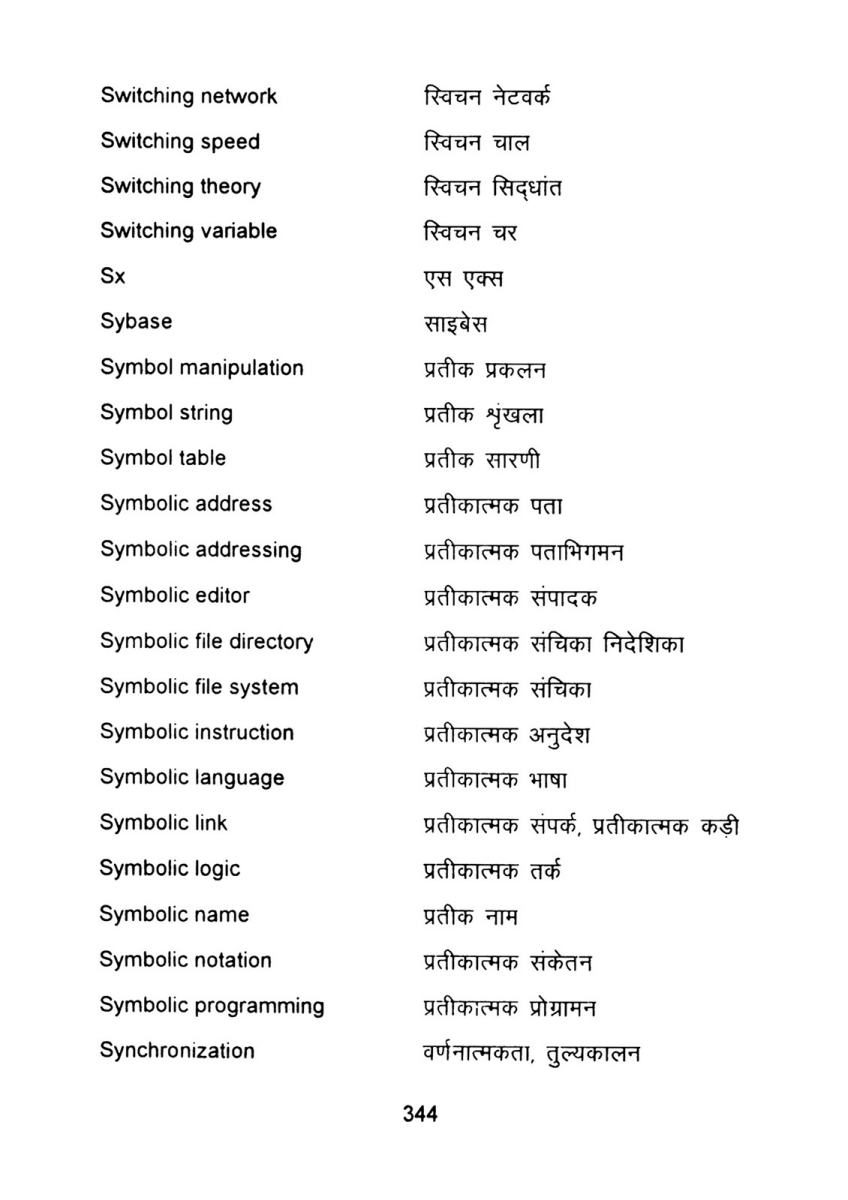 Switching network स्विचन नेटवर्क
Switching speed स्विचन चाल
Switching theory स्विचन सिद्धांत
Switching variable स्विचन चर
Sx एस एक्स
Sybase साइबेस
Symbol manipulation प्रतीक प्रकलन
Symbol string प्रतीक शृंखला
Symbol table प्रतीक सारणी
Symbolic address प्रतीकात्मक पता
Symbolic addressing प्रतीकात्मक पताभिगमन
Symbolic editor प्रतीकात्मक संपादक
Symbolic file directory प्रतीकात्मक संचिका निदेशिका
Symbolic file system प्रतीकात्मक संचिका
Symbolic instruction प्रतीकात्मक अनुदेश
Symbolic language प्रतीकात्मक भाषा
Symbolic link प्रतीकात्मक संपर्क, प्रतीकात्मक कड़ी
Symbolic logic प्रतीकात्मक तर्क
Symbolic name प्रतीक नाम
Symbolic notation प्रतीकात्मक संकेतन
Symbolic programming प्रतीकात्मक प्रोग्रामन
Synchronization वर्णनात्मकता, तुल्यकालन
344